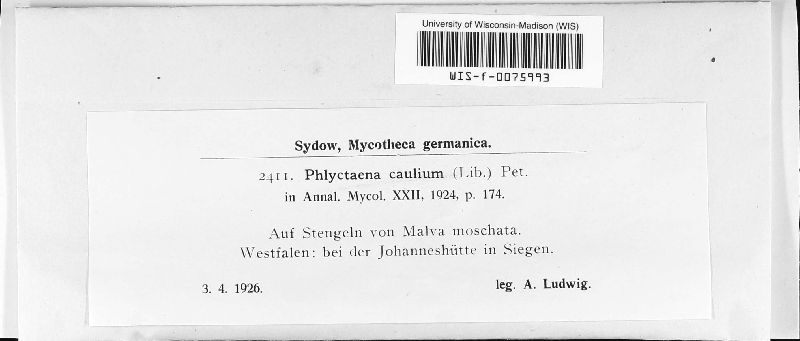 University of Wisconsin-Madison (WIS)
WIS-f-0075993
Sydow, Mycotheca germanica.
2411. Phlyctaena caulium (Lib.) Pet.
in Annal. Mycol. XXII, 1924, p. 174.
Auf Stengeln von Malva moschata.
Westfalen: bei der Johanneshütte in Siegen.
3. 4. 1926.
leg. A. Ludwig.